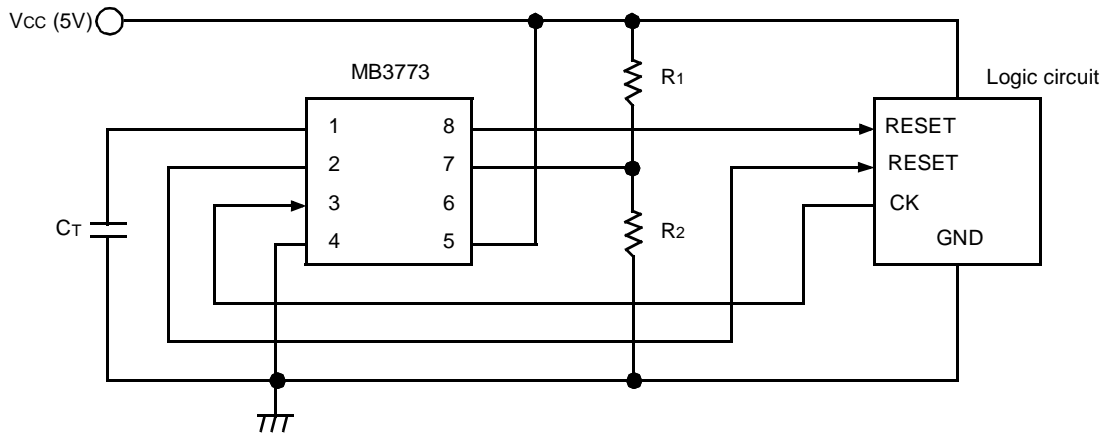 VCC (5V)
MB3773
R1
Logic circuit
1 8
RESET
2 7
RESET
3 6
CK
CT
R2
4 5
GND